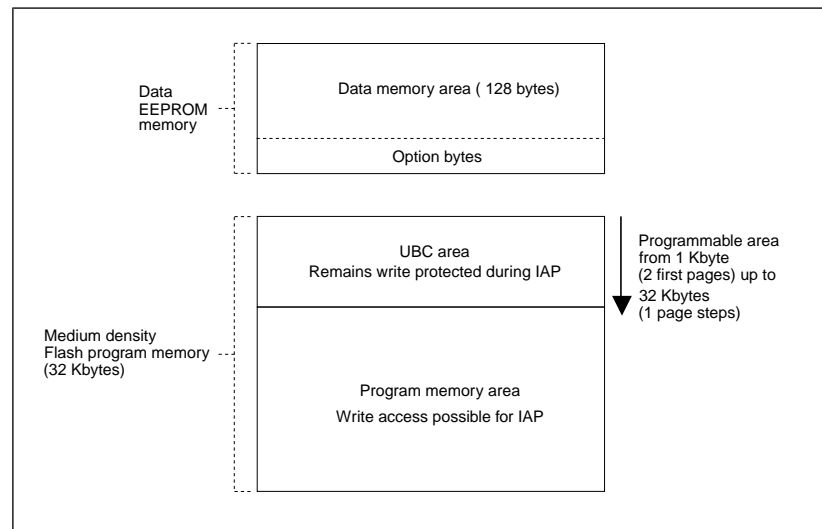 Data
EEPROM
memory
Data memory area ( 128 bytes)
Option bytes
Medium density
Flash program memory
(32 Kbytes)
UBC area
Remains write protected during IAP
Program memory area
Write access possible for IAP
Programmable area
from 1 Kbyte
(2 first pages) up to
32 Kbytes
(1 page steps)